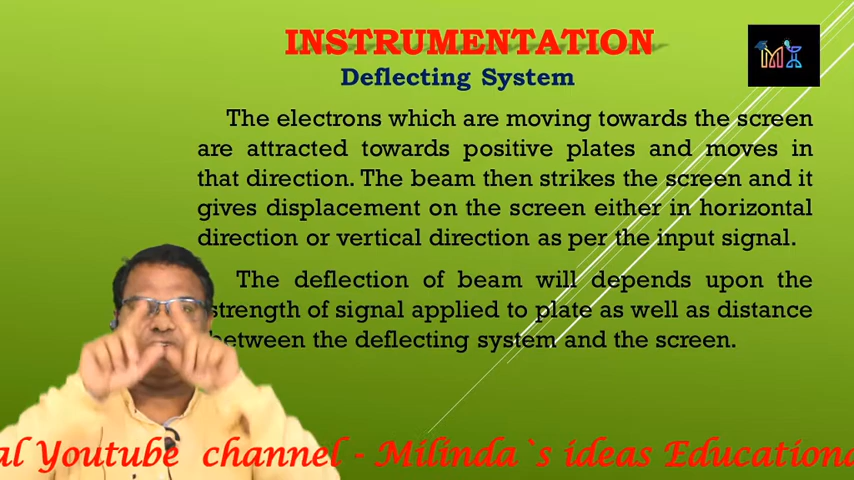 INSTRUMENTATION
Deflecting System
The electrons which are moving towards the screen
are attracted towards positive plates and moves in
that direction. The beam then strikes the screen and it
gives displacement on the screen either in horizontal
direction or vertical direction as per the input signal.
The deflection of beam will depends upon the
strength of signal applied to plate as well as distance
between the deflecting system and the screen.
al Youtube channel - Milinda`s ideas Educationa